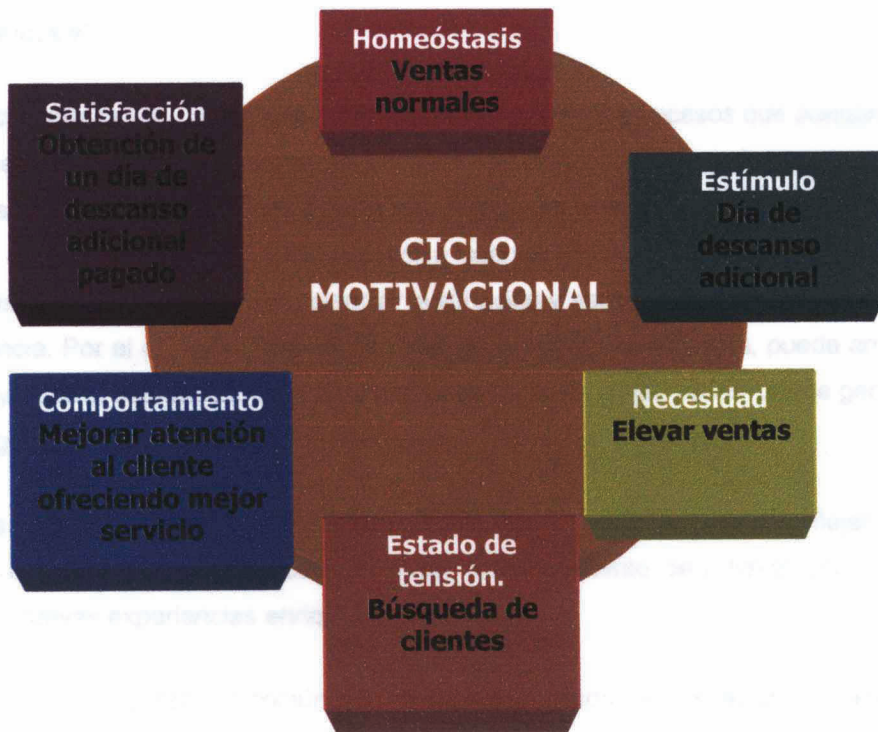 Homeóstasis
Ventas
normales
Estímulo
Día de
descanso
adicional
Necesidad
Elevar ventas
Estado de
tensión.
Búsqueda de
clientes
Comportamiento
Mejorar atención
al cliente
ofreciendo mejor
servicio
Satisfacción
Obtención de
un día de
descanso
adicional
pagado
CICLO
MOTIVACIONAL